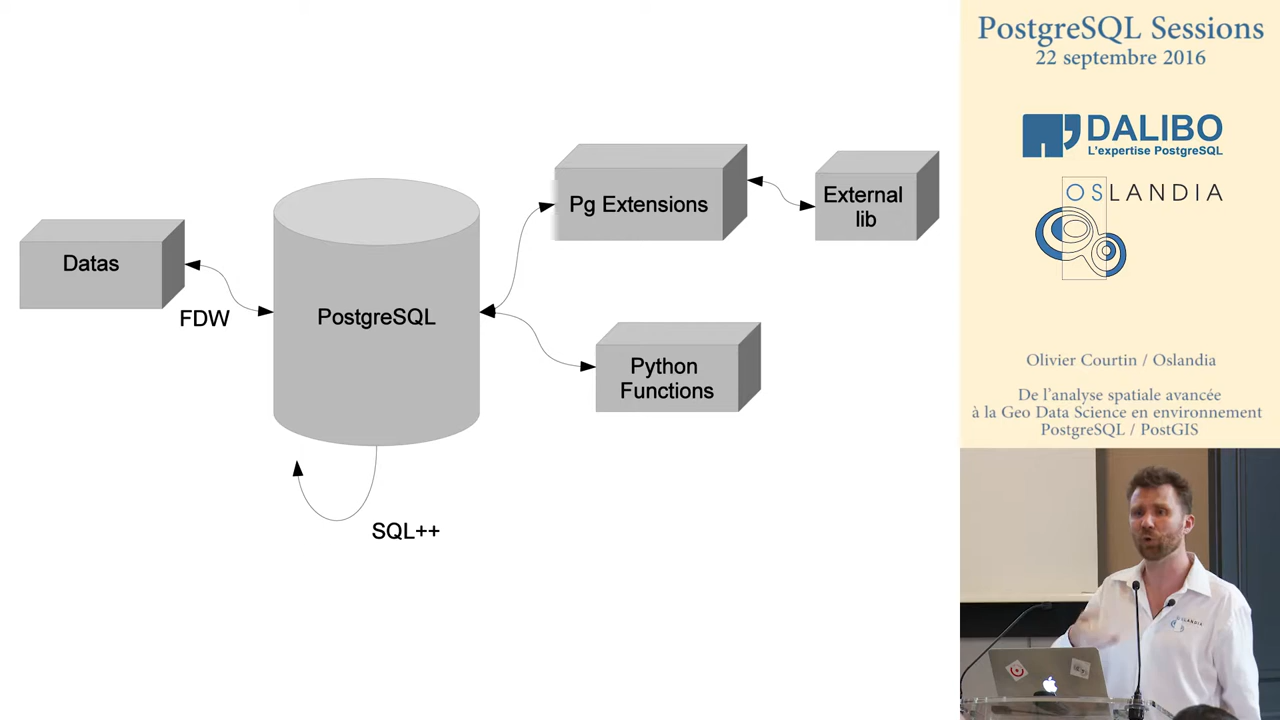 Datas
FDW
PostgreSQL
SQL++
Pg Extensions
External
lib
Python
Functions
PostgreSQL Sessions
22 septembre 2016
DALIBO
L'expertise PostgreSQL
OSLANDIA
Olivier Courtin / Oslandia
De l'analyse spatiale avancée
à la Geo Data Science en environnement
PostgreSQL / PostGIS
OSLANDIA